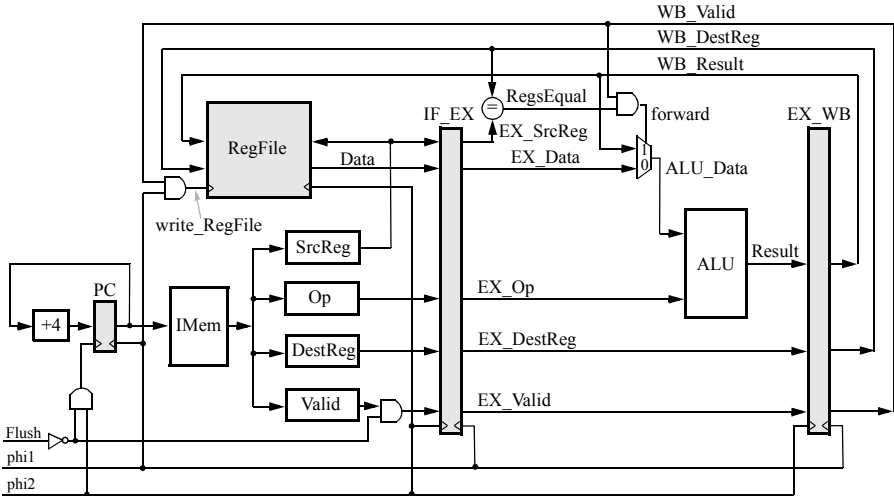 WB_Valid
WB_DestReg
WB_Result
IF_EX
RegsEqual
EX_WB
forward
=
EX_SrcReg
RegFile
Data
EX_Data
1
0
ALU_Data
write_RegFile
SrcReg
ALU
Result
PC
Op
EX_Op
+4
IMem
DestReg
EX_DestReg
Valid
EX_Valid
Flush
phi1
phi2